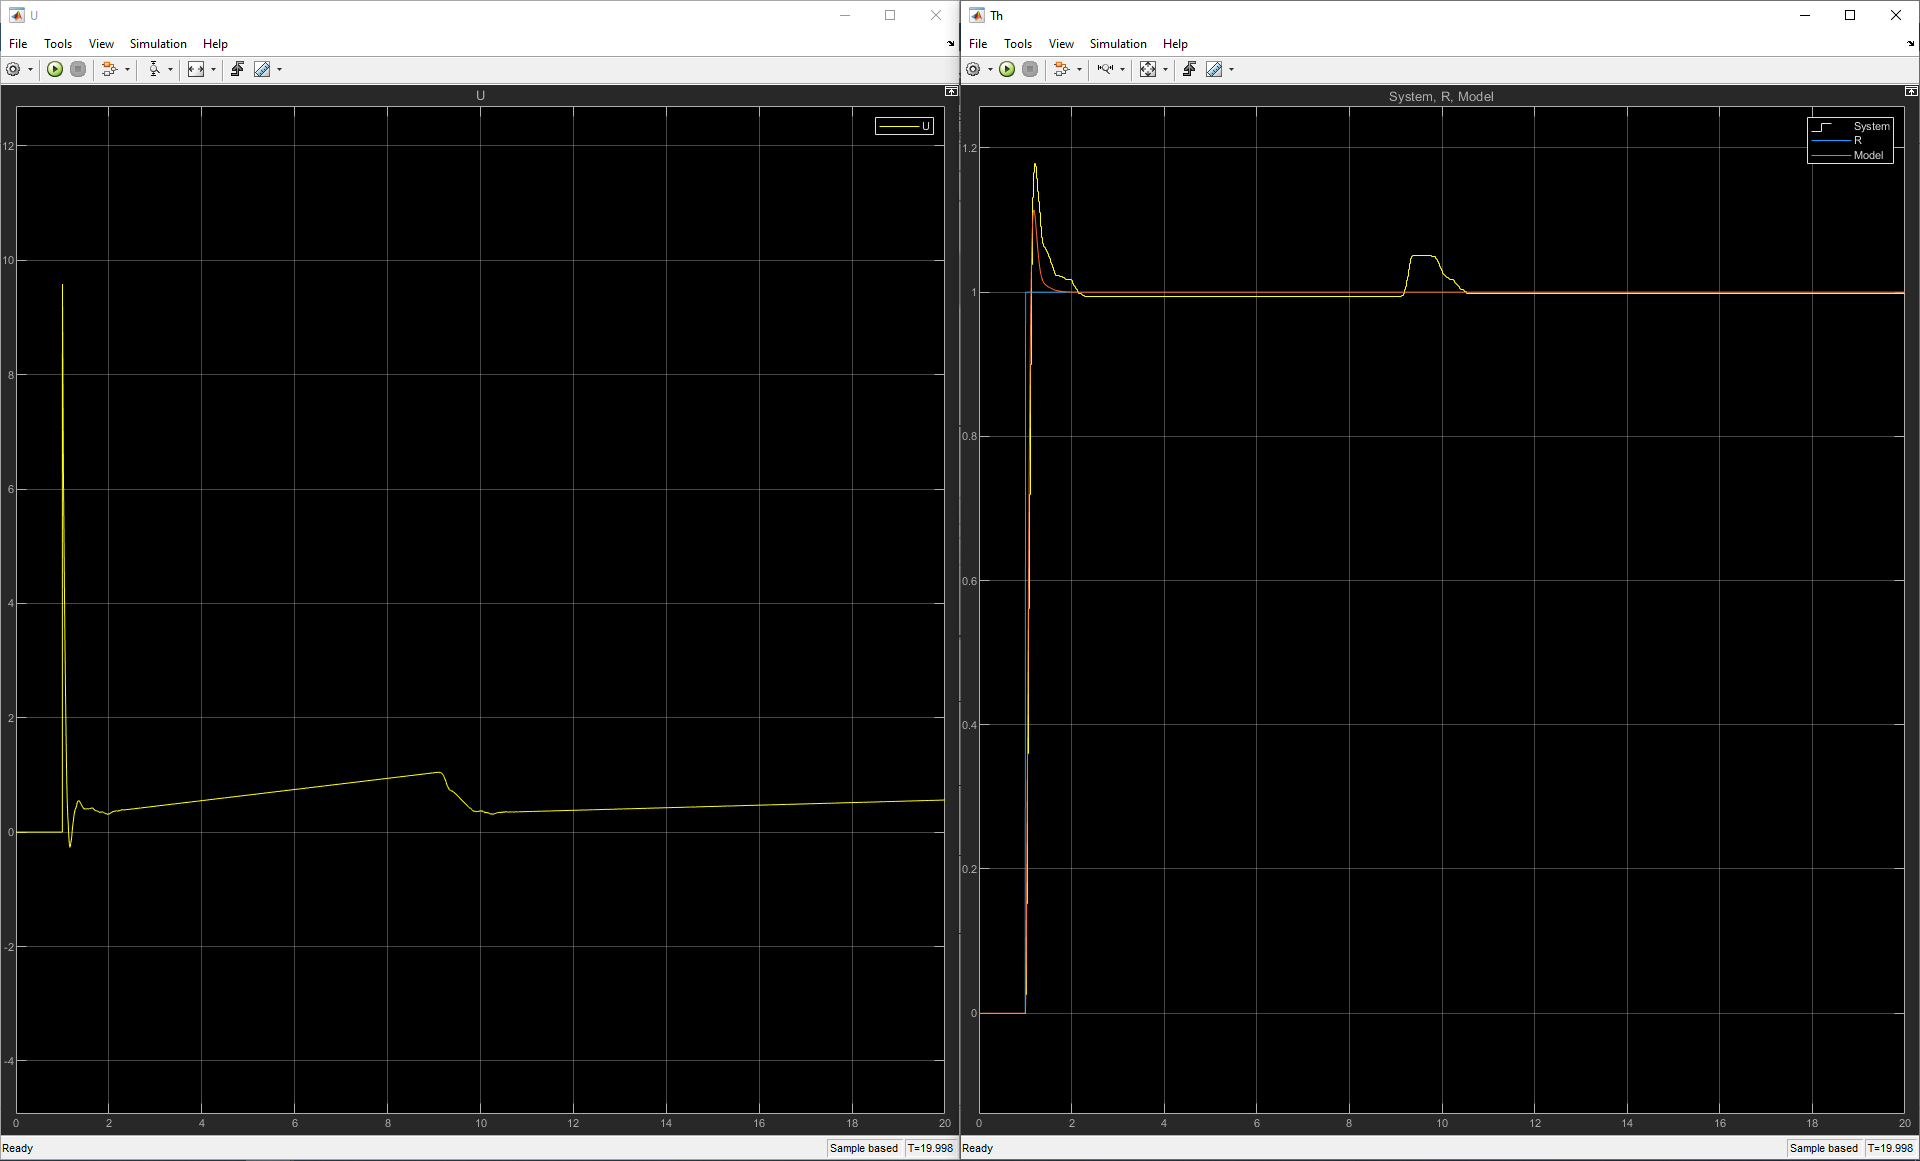 U
File Tools View Simulation Help
U
U
12
10
8
6
4
2
0
-2
-4
0 2 4 6 8 10 12 14 16 18 20
Ready Sample based T=19.998
Th
File Tools View Simulation Help
System, R, Model
System
R
Model
1.2
1
0.8
0.6
0.4
0.2
0
0 2 4 6 8 10 12 14 16 18 20
Ready Sample based T=19.998